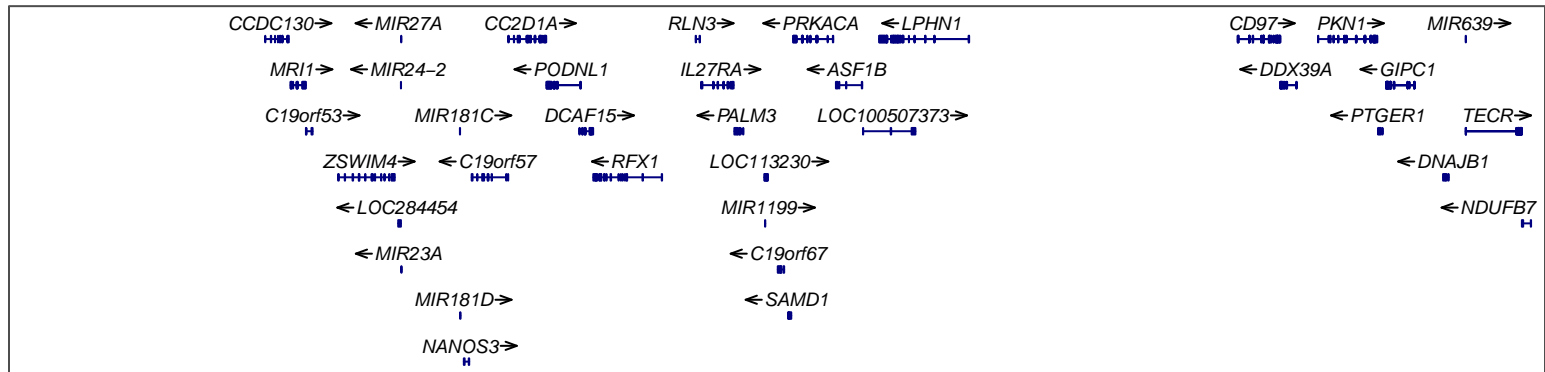 CCDC130→ ←MIR27A CC2D1A→ RLN3→ ←PRKACA ←LPHN1 CD97→ PKN1→ MIR639→
MRI1→ ←MIR24−2 ←PODNL1 IL27RA→ ←ASF1B ←DDX39A ←GIPC1
C19orf53→ MIR181C→ DCAF15→ ←PALM3 LOC100507373→ ←PTGER1 TECR→
ZSWIM4→ ←C19orf57 ←RFX1 LOC113230→ ←DNAJB1
←LOC284454 MIR1199→ ←NDUFB7
←MIR23A ←C19orf67
MIR181D→ ←SAMD1
NANOS3→